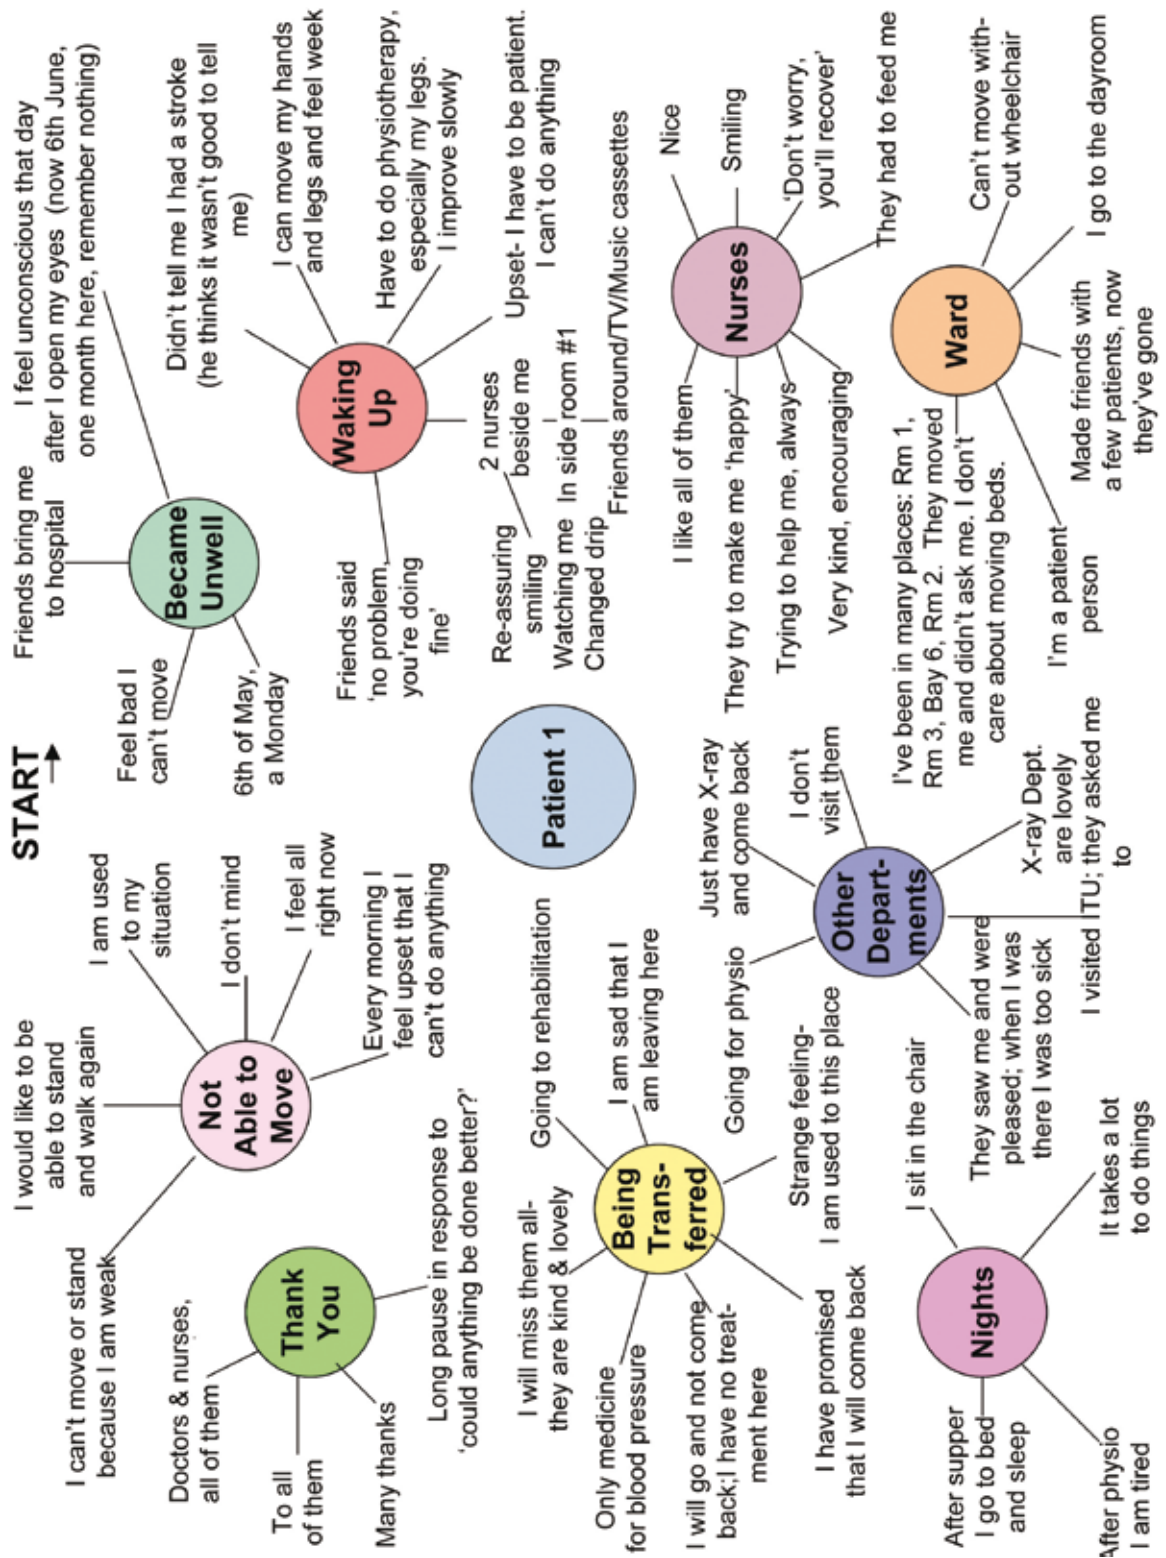 START
Friends bring me
to hospital
I feel unconscious that day
after I open my eyes (now 6th June,
one month here, remember nothing)
Feel bad I
can't move
6th of May,
a Monday
Became
Unwell
Didn't tell me I had a stroke
(he thinks it wasn't good to tell
me)
I can move my hands
and legs and feel week
Have to do physiotherapy,
especially my legs.
I improve slowly
Upset- I have to be patient.
I can't do anything
Waking
Up
Friends said
'no problem,
you're doing
fine'
2 nurses
beside me
Re-assuring
smiling
Watching me
Changed drip
In side room #1
Friends around/TV/Music cassettes
Nurses
Nice
Smiling
'Don't worry,
you'll recover'
They had to feed me
I like all of them
They try to make me 'happy'
Trying to help me, always
Very kind, encouraging
Ward
Can't move with-
out wheelchair
I go to the dayroom
Made friends with
a few patients, now
they've gone
I'm a patient
person
I've been in many places: Rm 1,
Rm 3, Bay 6, Rm 2. They moved
me and didn't ask me. I don't
care about moving beds.
Patient 1
Other
Depart-
ments
Just have X-ray
and come back
I don't
visit them
X-ray Dept.
are lovely
I visited ITU; they asked me
to
They saw me and were
pleased; when I was
there I was too sick
Going for physio
Nights
I sit in the chair
It takes a lot
to do things
After physio
I am tired
After supper
I go to bed
and sleep
Being
Trans-
ferred
Going to rehabilitation
I am sad that I
am leaving here
Strange feeling-
I am used to this place
I have promised
that I will come back
I will go and not come
back;I have no treat-
ment here
Only medicine
for blood pressure
I will miss them all-
they are kind & lovely
Thank
You
Doctors & nurses,
all of them
To all
of them
Many thanks
Long pause in response to
'could anything be done better?'
Not
Able to
Move
I can't move or stand
because I am weak
I would like to be
able to stand
and walk again
I am used
to my
situation
I don't mind
I feel all
right now
Every morning I
feel upset that I
can't do anything